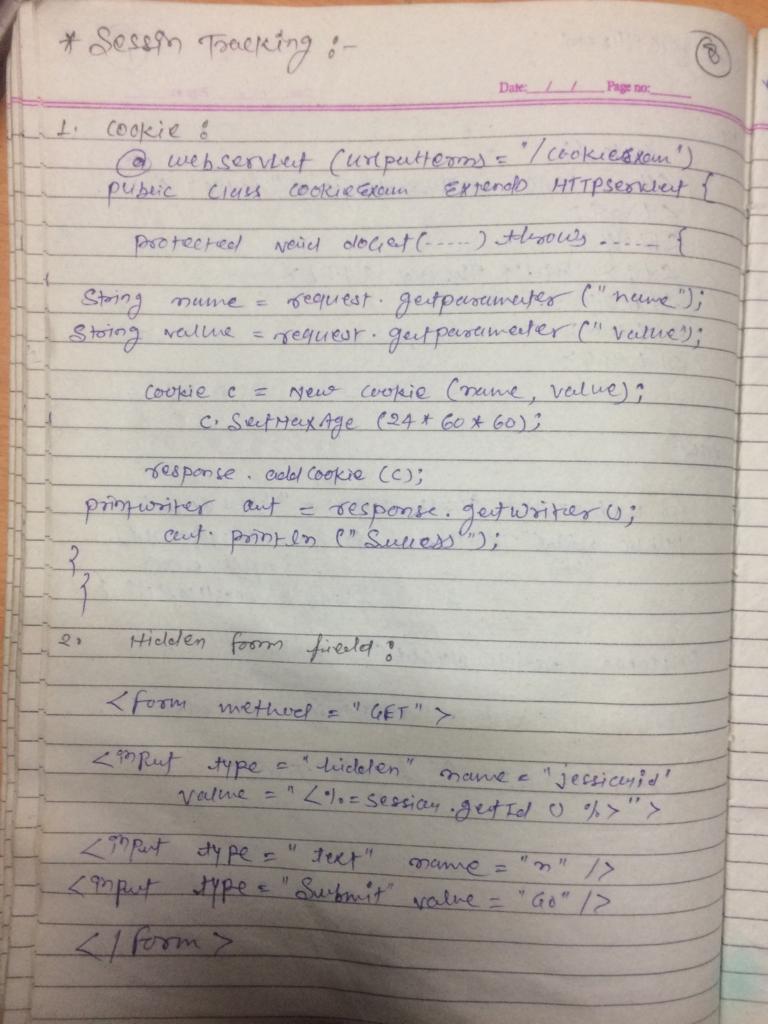 * Sessin Tracking :-
8
Date: / / Page no:
1. Cookie :
@ webservlet (urlpatterns = "/cookieExam")
public class cookieExam Extends HTTPservlet {
protected void doGet(-----) throws ----- {
String name = request. getparameter ("name");
String value = request. getparameter ("value");
Cookie c = New cookie (name, value);
c. SetMaxAge (24 * 60 * 60);
response. addCookie (c);
printwriter out = response. getwriter ();
out. println ("Success");
}
}
2. Hidden form field :
<form method = "GET">
<input type = "hidden" name = "jessionid'
value = "<%=session.getId () %>">
<input type = "text" name = "n" />
<input type = "Submit" value = "Go" />
</form>